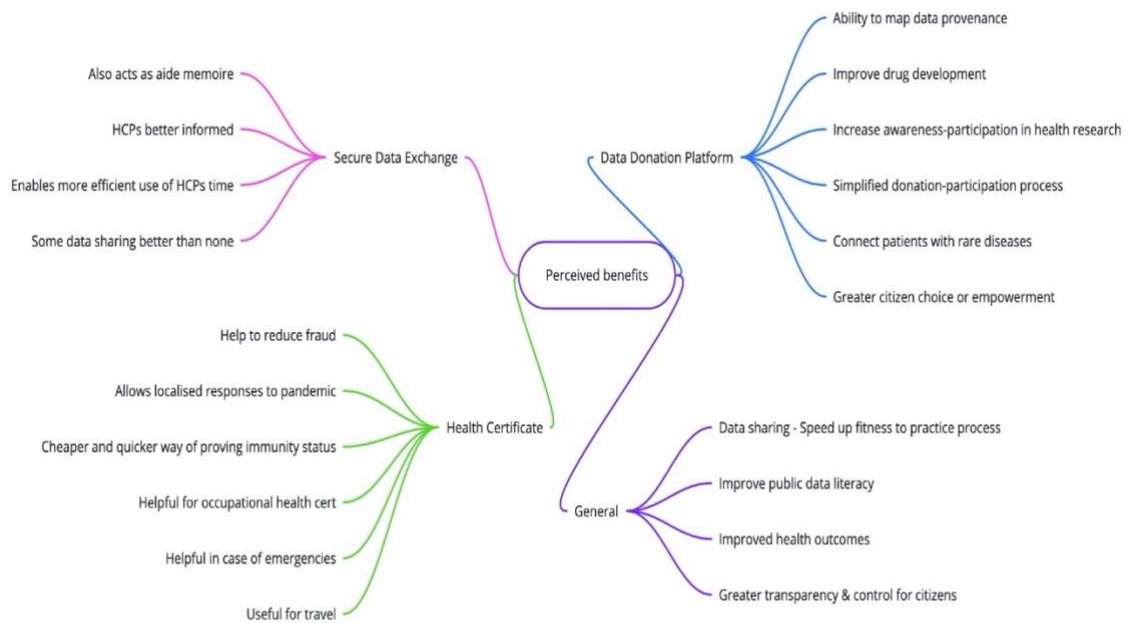 Perceived benefits
Secure Data Exchange
Also acts as aide memoire
HCPs better informed
Enables more efficient use of HCPs time
Some data sharing better than none
Data Donation Platform
Ability to map data provenance
Improve drug development
Increase awareness-participation in health research
Simplified donation-participation process
Connect patients with rare diseases
Greater citizen choice or empowerment
Health Certificate
Help to reduce fraud
Allows localised responses to pandemic
Cheaper and quicker way of proving immunity status
Helpful for occupational health cert
Helpful in case of emergencies
Useful for travel
General
Data sharing - Speed up fitness to practice process
Improve public data literacy
Improved health outcomes
Greater transparency & control for citizens